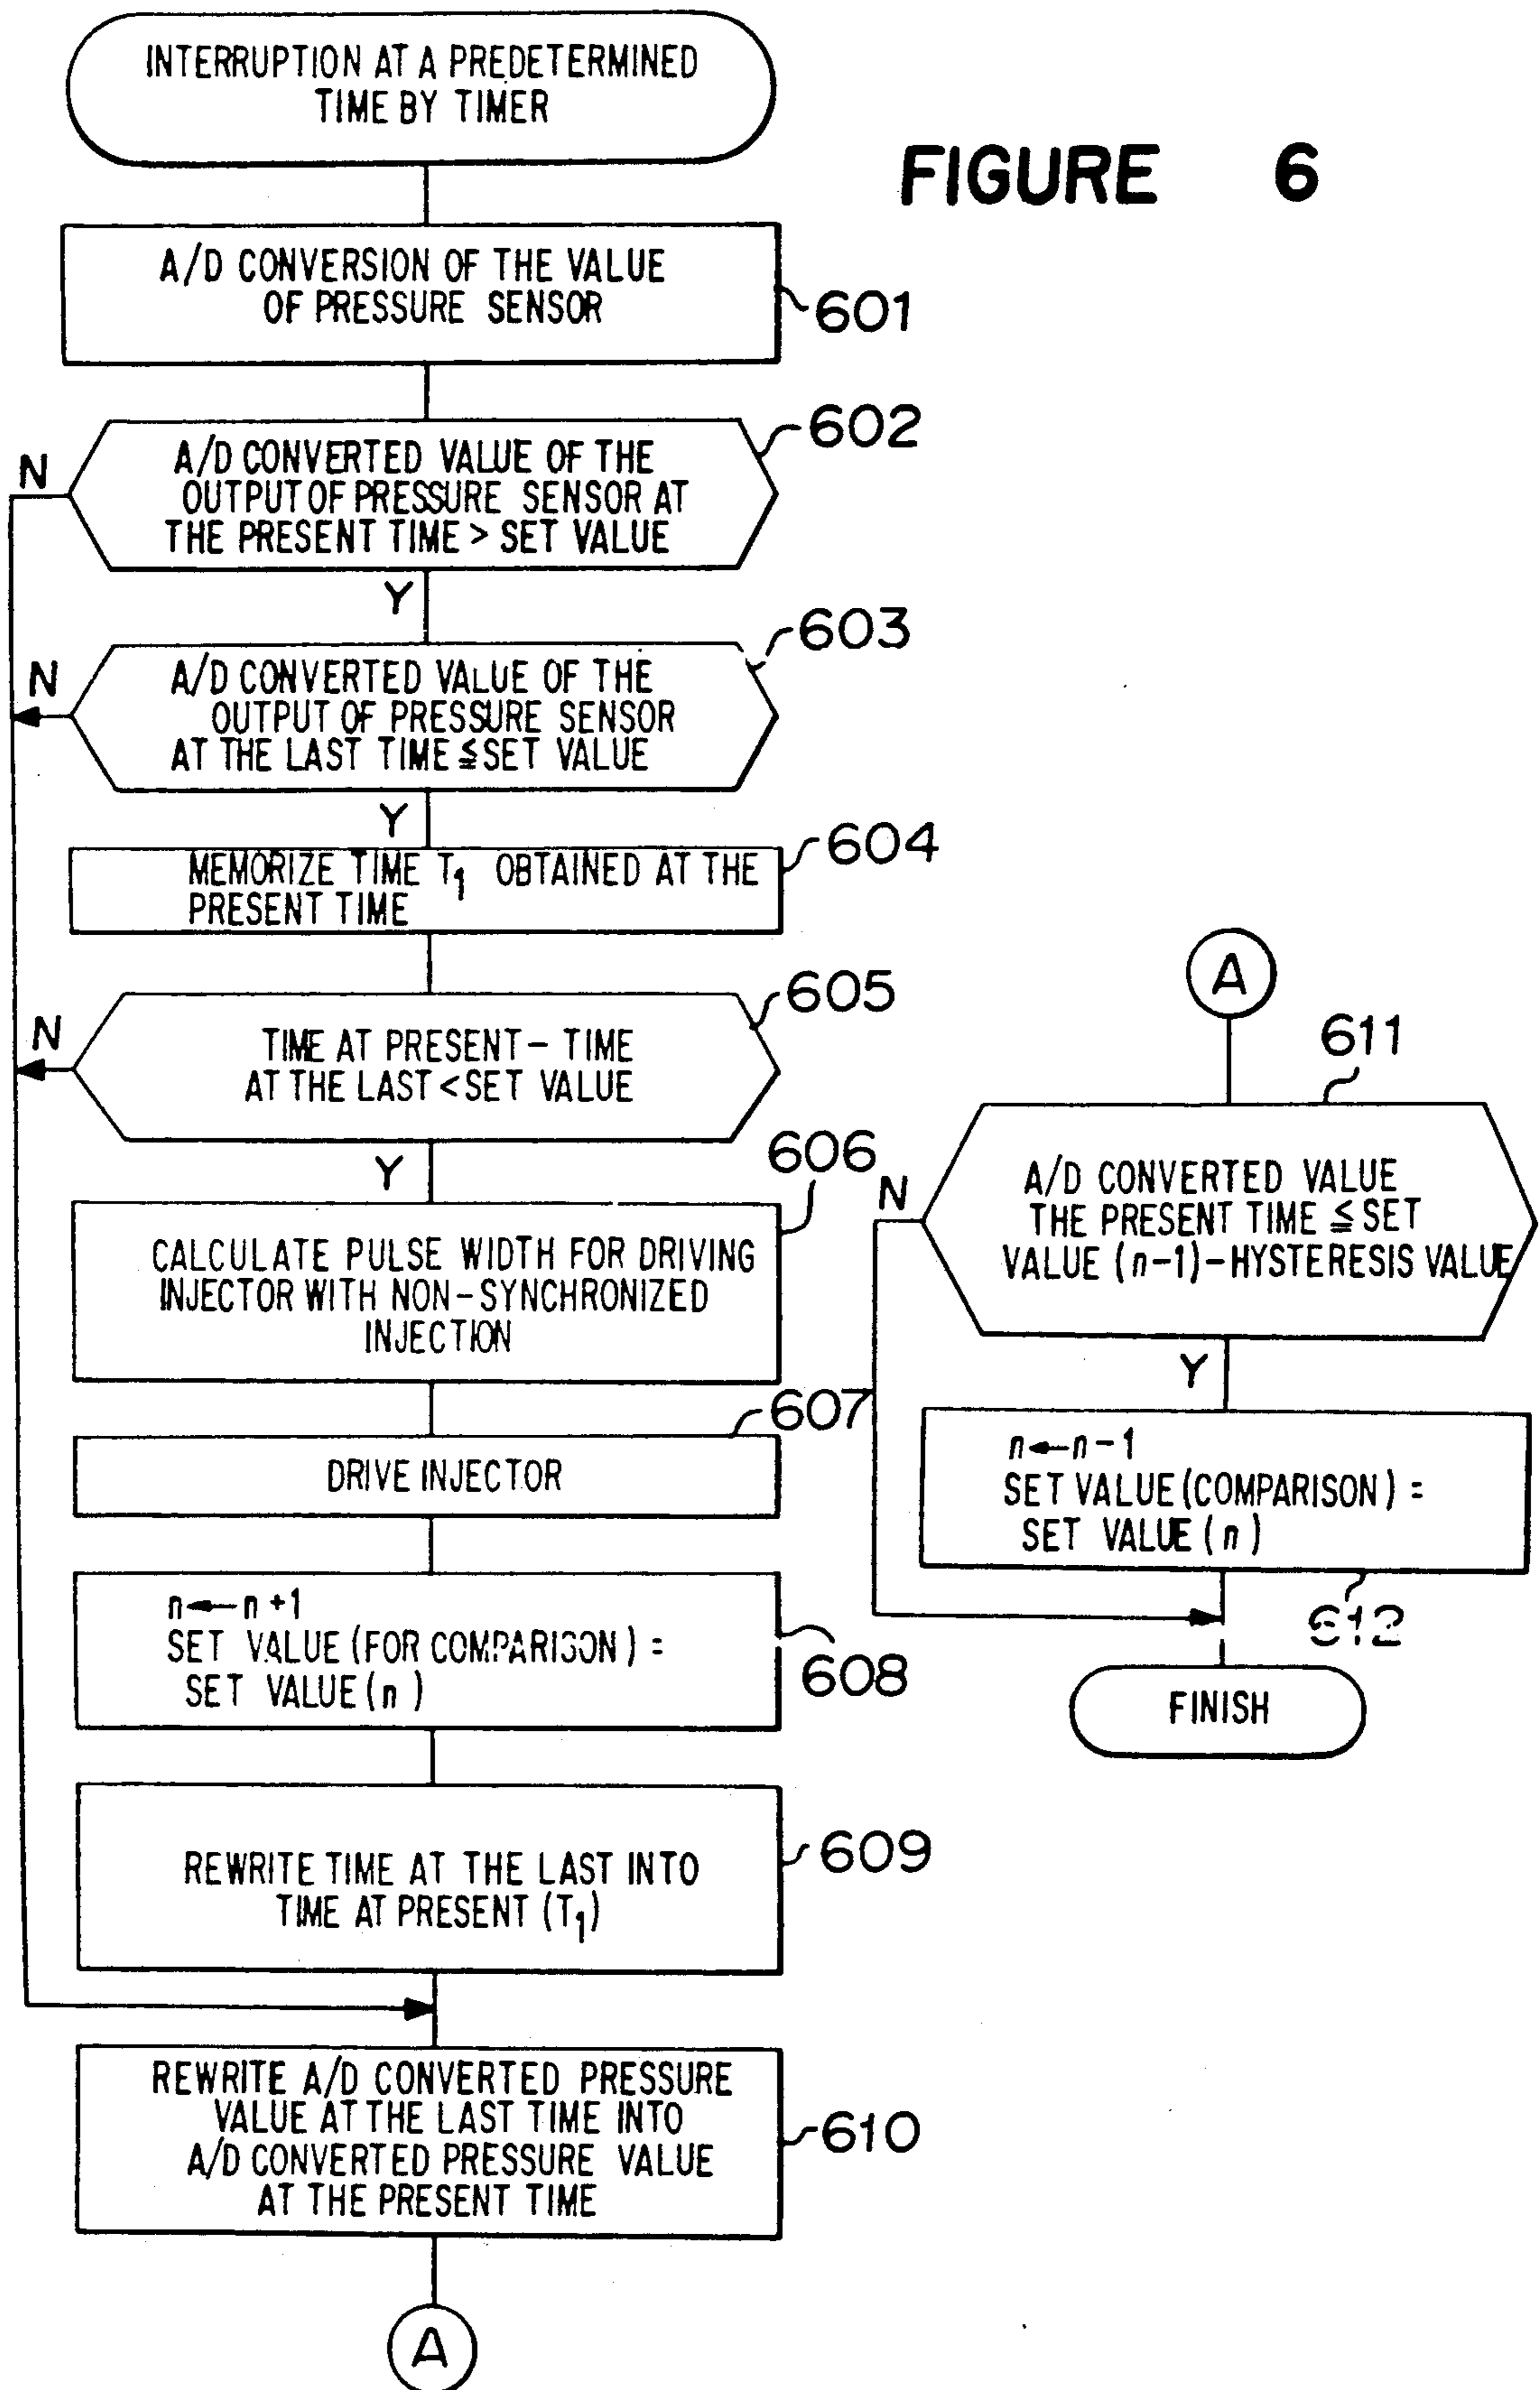 INTERRUPTION AT A PREDETERMINED
TIME BY TIMER
FIGURE 6
A/D CONVERSION OF THE VALUE
OF PRESSURE SENSOR
601
602
N
A/D CONVERTED VALUE OF THE
OUTPUT OF PRESSURE SENSOR AT
THE PRESENT TIME > SET VALUE
Y
603
N
A/D CONVERTED VALUE OF THE
OUTPUT OF PRESSURE SENSOR
AT THE LAST TIME ≦ SET VALUE
Y
604
MEMORIZE TIME T1 OBTAINED AT THE
PRESENT TIME
605
N
TIME AT PRESENT - TIME
AT THE LAST < SET VALUE
Y
606
CALCULATE PULSE WIDTH FOR DRIVING
INJECTOR WITH NON-SYNCHRONIZED
INJECTION
607
DRIVE INJECTOR
n ← n + 1
SET VALUE (FOR COMPARISON) =
SET VALUE (n)
608
REWRITE TIME AT THE LAST INTO
TIME AT PRESENT (T1)
609
REWRITE A/D CONVERTED PRESSURE
VALUE AT THE LAST TIME INTO
A/D CONVERTED PRESSURE VALUE
AT THE PRESENT TIME
610
A
A
611
N
A/D CONVERTED VALUE
THE PRESENT TIME ≦ SET
VALUE (n-1)-HYSTERESIS VALUE
Y
n ← n - 1
SET VALUE (COMPARISON) =
SET VALUE (n)
612
FINISH